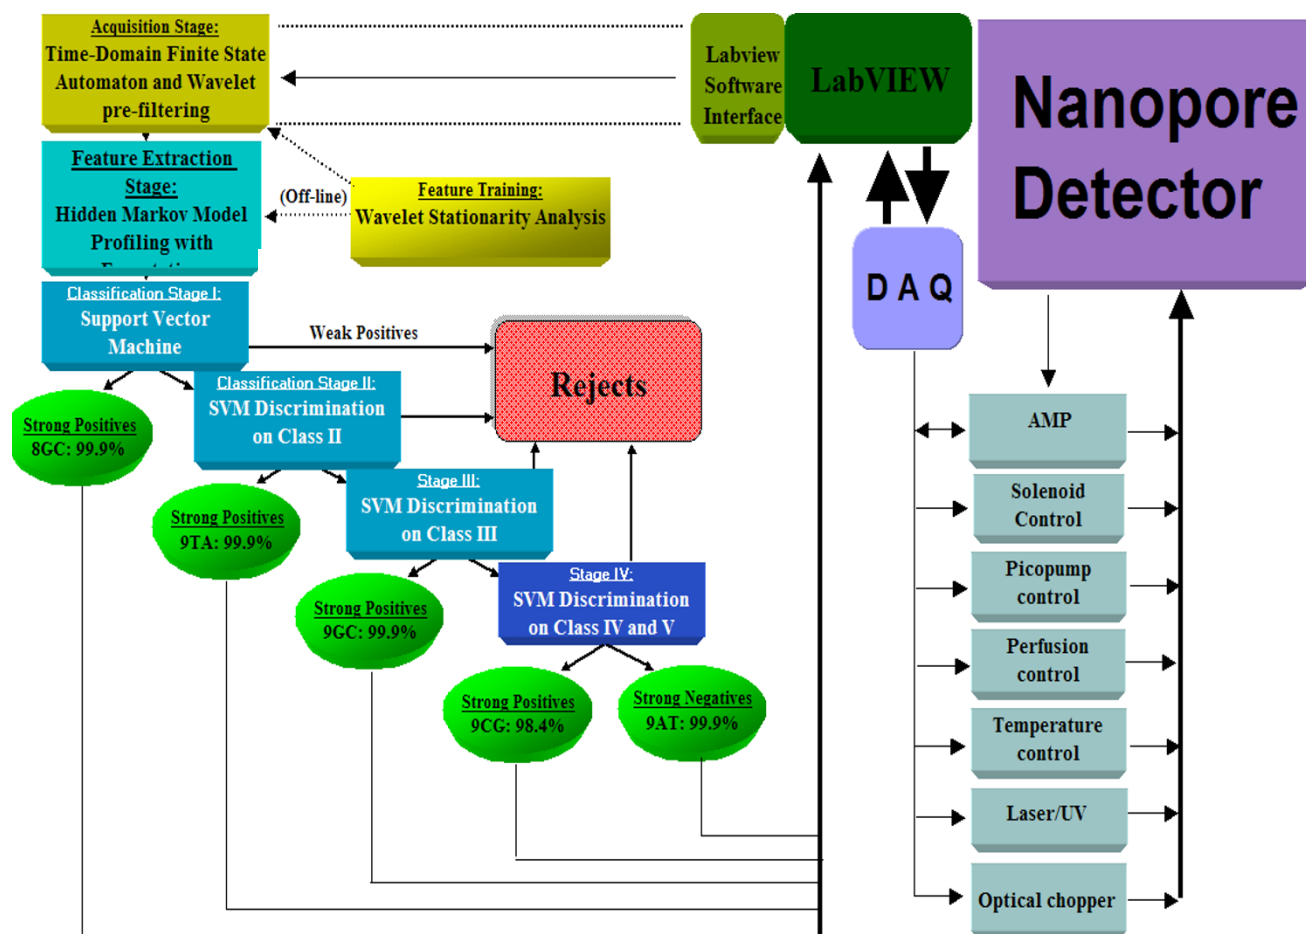 Acquisition Stage:
Time-Domain Finite State
Automaton and Wavelet
pre-filtering
Feature Extraction
Stage:
Hidden Markov Model
Profiling with
(Off-line)
Feature Training:
Wavelet Stationarity Analysis
Labview
Software
Interface
LabVIEW
Nanopore
Detector
D A Q
Classification Stage I:
Support Vector
Machine
Weak Positives
Rejects
Classification Stage II:
SVM Discrimination
on Class II
Strong Positives
8GC: 99.9%
Stage III:
SVM Discrimination
on Class III
Strong Positives
9TA: 99.9%
Stage IV:
SVM Discrimination
on Class IV and V
Strong Positives
9GC: 99.9%
Strong Positives
9CG: 98.4%
Strong Negatives
9AT: 99.9%
AMP
Solenoid
Control
Picopump
control
Perfusion
control
Temperature
control
Laser/UV
Optical chopper